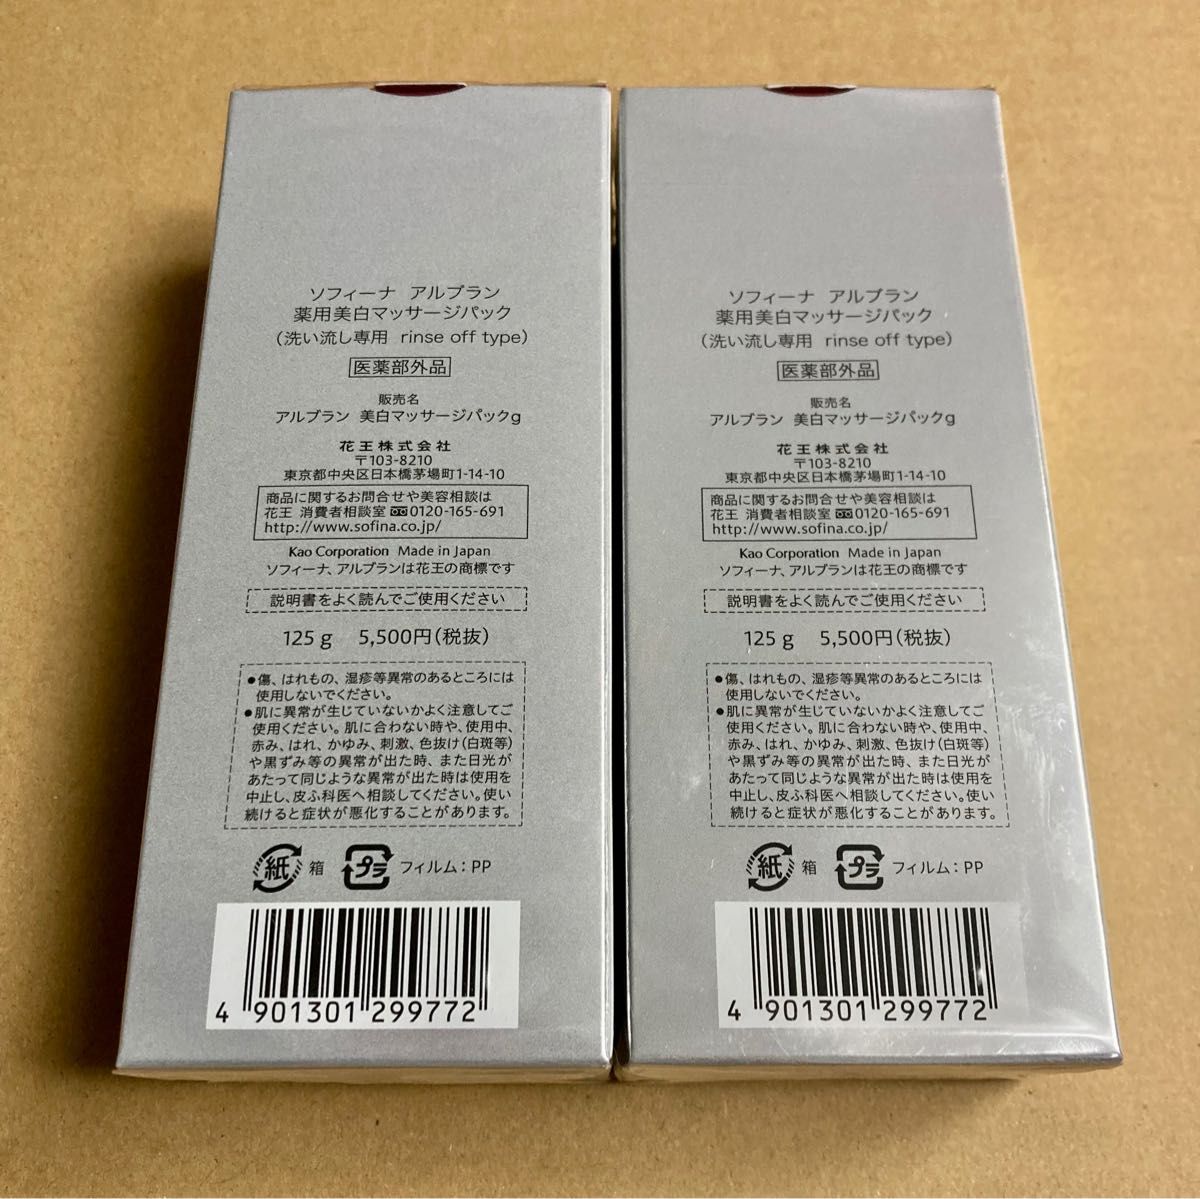 ソフィーナ アルブラン
薬用美白マッサージパック
(洗い流し専用 rinse off type)
医薬部外品
販売名
アルブラン 美白マッサージパックg
花王株式会社
〒103-8210
東京都中央区日本橋茅場町1-14-10
商品に関するお問合せや美容相談は
花王 消費者相談室 0120-165-691
http://www.sofina.co.jp/
Kao Corporation Made in Japan
ソフィーナ、アルブランは花王の商標です
説明書をよく読んでご使用ください
125g 5,500円(税抜)
●傷、はれもの、湿疹等異常のあるところには
使用しないでください。
●肌に異常が生じていないかよく注意してご
使用ください。肌に合わない時や、使用中、
赤み、はれ、かゆみ、刺激、色抜け(白斑等)
や黒ずみ等の異常が出た時、また日光が
あたって同じような異常が出た時は使用を
中止し、皮ふ科医へ相談してください。使い
続けると症状が悪化することがあります。
紙 箱 プラ フィルム:PP
4 901301 299772
ソフィーナ アルブラン
薬用美白マッサージパック
(洗い流し専用 rinse off type)
医薬部外品
販売名
アルブラン 美白マッサージパックg
花王株式会社
〒103-8210
東京都中央区日本橋茅場町1-14-10
商品に関するお問合せや美容相談は
花王 消費者相談室 0120-165-691
http://www.sofina.co.jp/
Kao Corporation Made in Japan
ソフィーナ、アルブランは花王の商標です
説明書をよく読んでご使用ください
125g 5,500円(税抜)
●傷、はれもの、湿疹等異常のあるところには
使用しないでください。
●肌に異常が生じていないかよく注意してご
使用ください。肌に合わない時や、使用中、
赤み、はれ、かゆみ、刺激、色抜け(白斑等)
や黒ずみ等の異常が出た時、また日光が
あたって同じような異常が出た時は使用を
中止し、皮ふ科医へ相談してください。使い
続けると症状が悪化することがあります。
紙 箱 プラ フィルム:PP
4 901301 299772